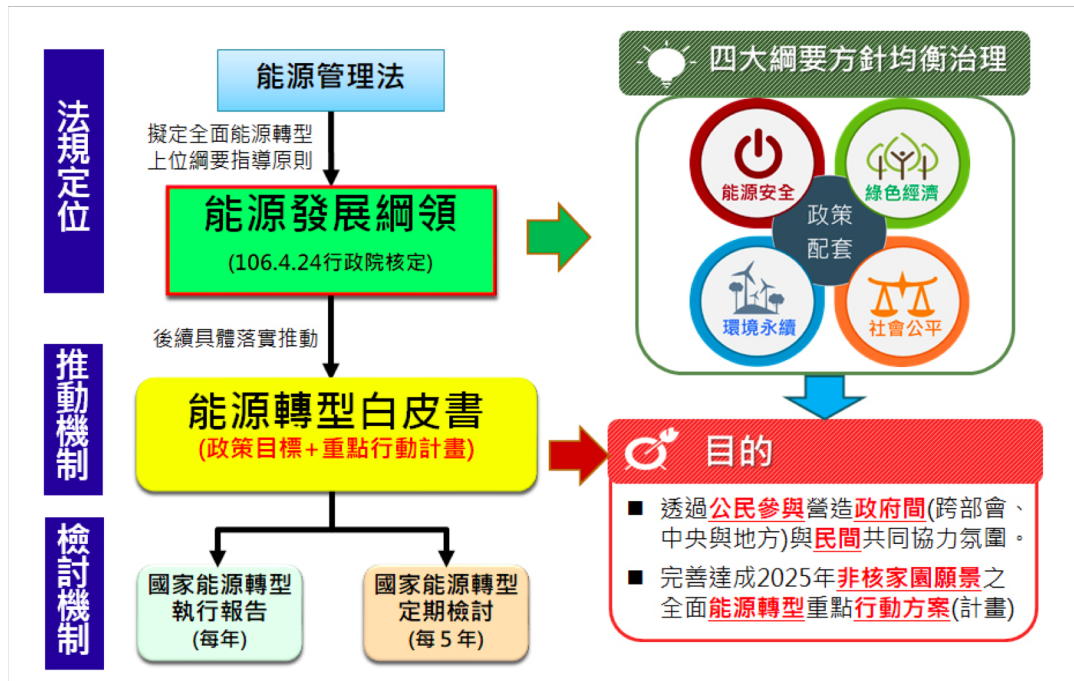 法規定位
能源管理法
擬定全面能源轉型
上位綱要指導原則
能源發展綱領
(106.4.24行政院核定)
後續具體落實推動
推動機制
能源轉型白皮書
(政策目標+重點行動計畫)
檢討機制
國家能源轉型
執行報告
(每年)
國家能源轉型
定期檢討
(每5年)
四大綱要方針均衡治理
能源安全
綠色經濟
政策
配套
環境永續
社會公平
目的
■ 透過公民參與營造政府間(跨部會、
中央與地方)與民間共同協力氛圍。
■ 完善達成2025年非核家園願景之
全面能源轉型重點行動方案(計畫)